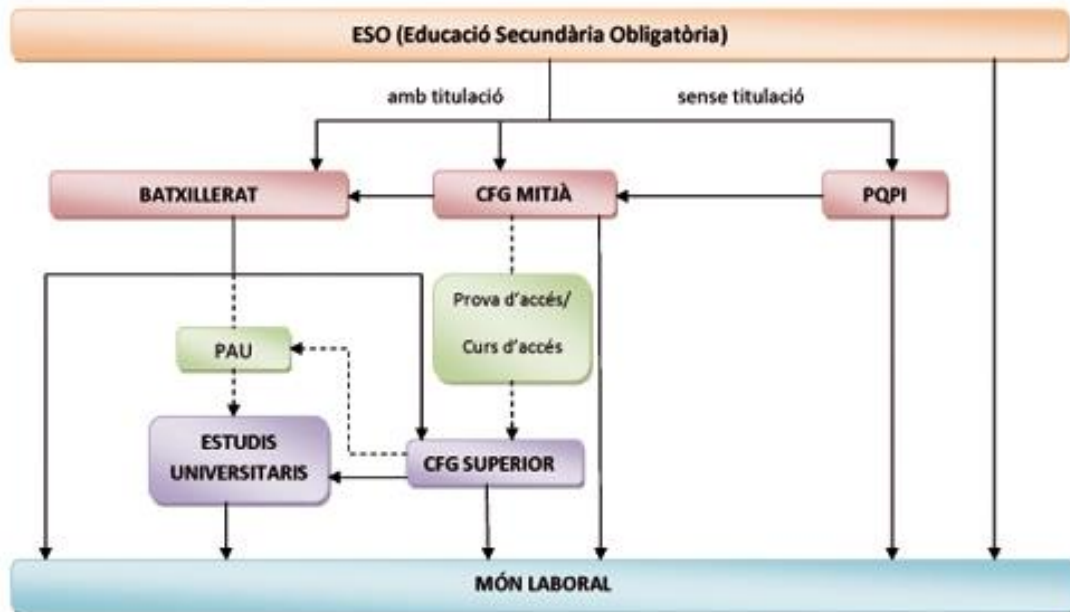 ESO (Educació Secundària Obligatòria)
amb titulació
sense titulació
BATXILLERAT
CFG MITJÀ
PQPI
Prova d'accés/
Curs d'accés
PAU
ESTUDIS
UNIVERSITARIS
CFG SUPERIOR
MÓN LABORAL